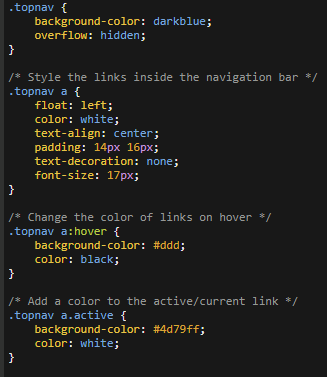 .topnav {
    background-color: darkblue;
    overflow: hidden;
}

/* Style the links inside the navigation bar */
.topnav a {
    float: left;
    color: white;
    text-align: center;
    padding: 14px 16px;
    text-decoration: none;
    font-size: 17px;
}

/* Change the color of links on hover */
.topnav a:hover {
    background-color: #ddd;
    color: black;
}

/* Add a color to the active/current link */
.topnav a.active {
    background-color: #4d79ff;
    color: white;
}